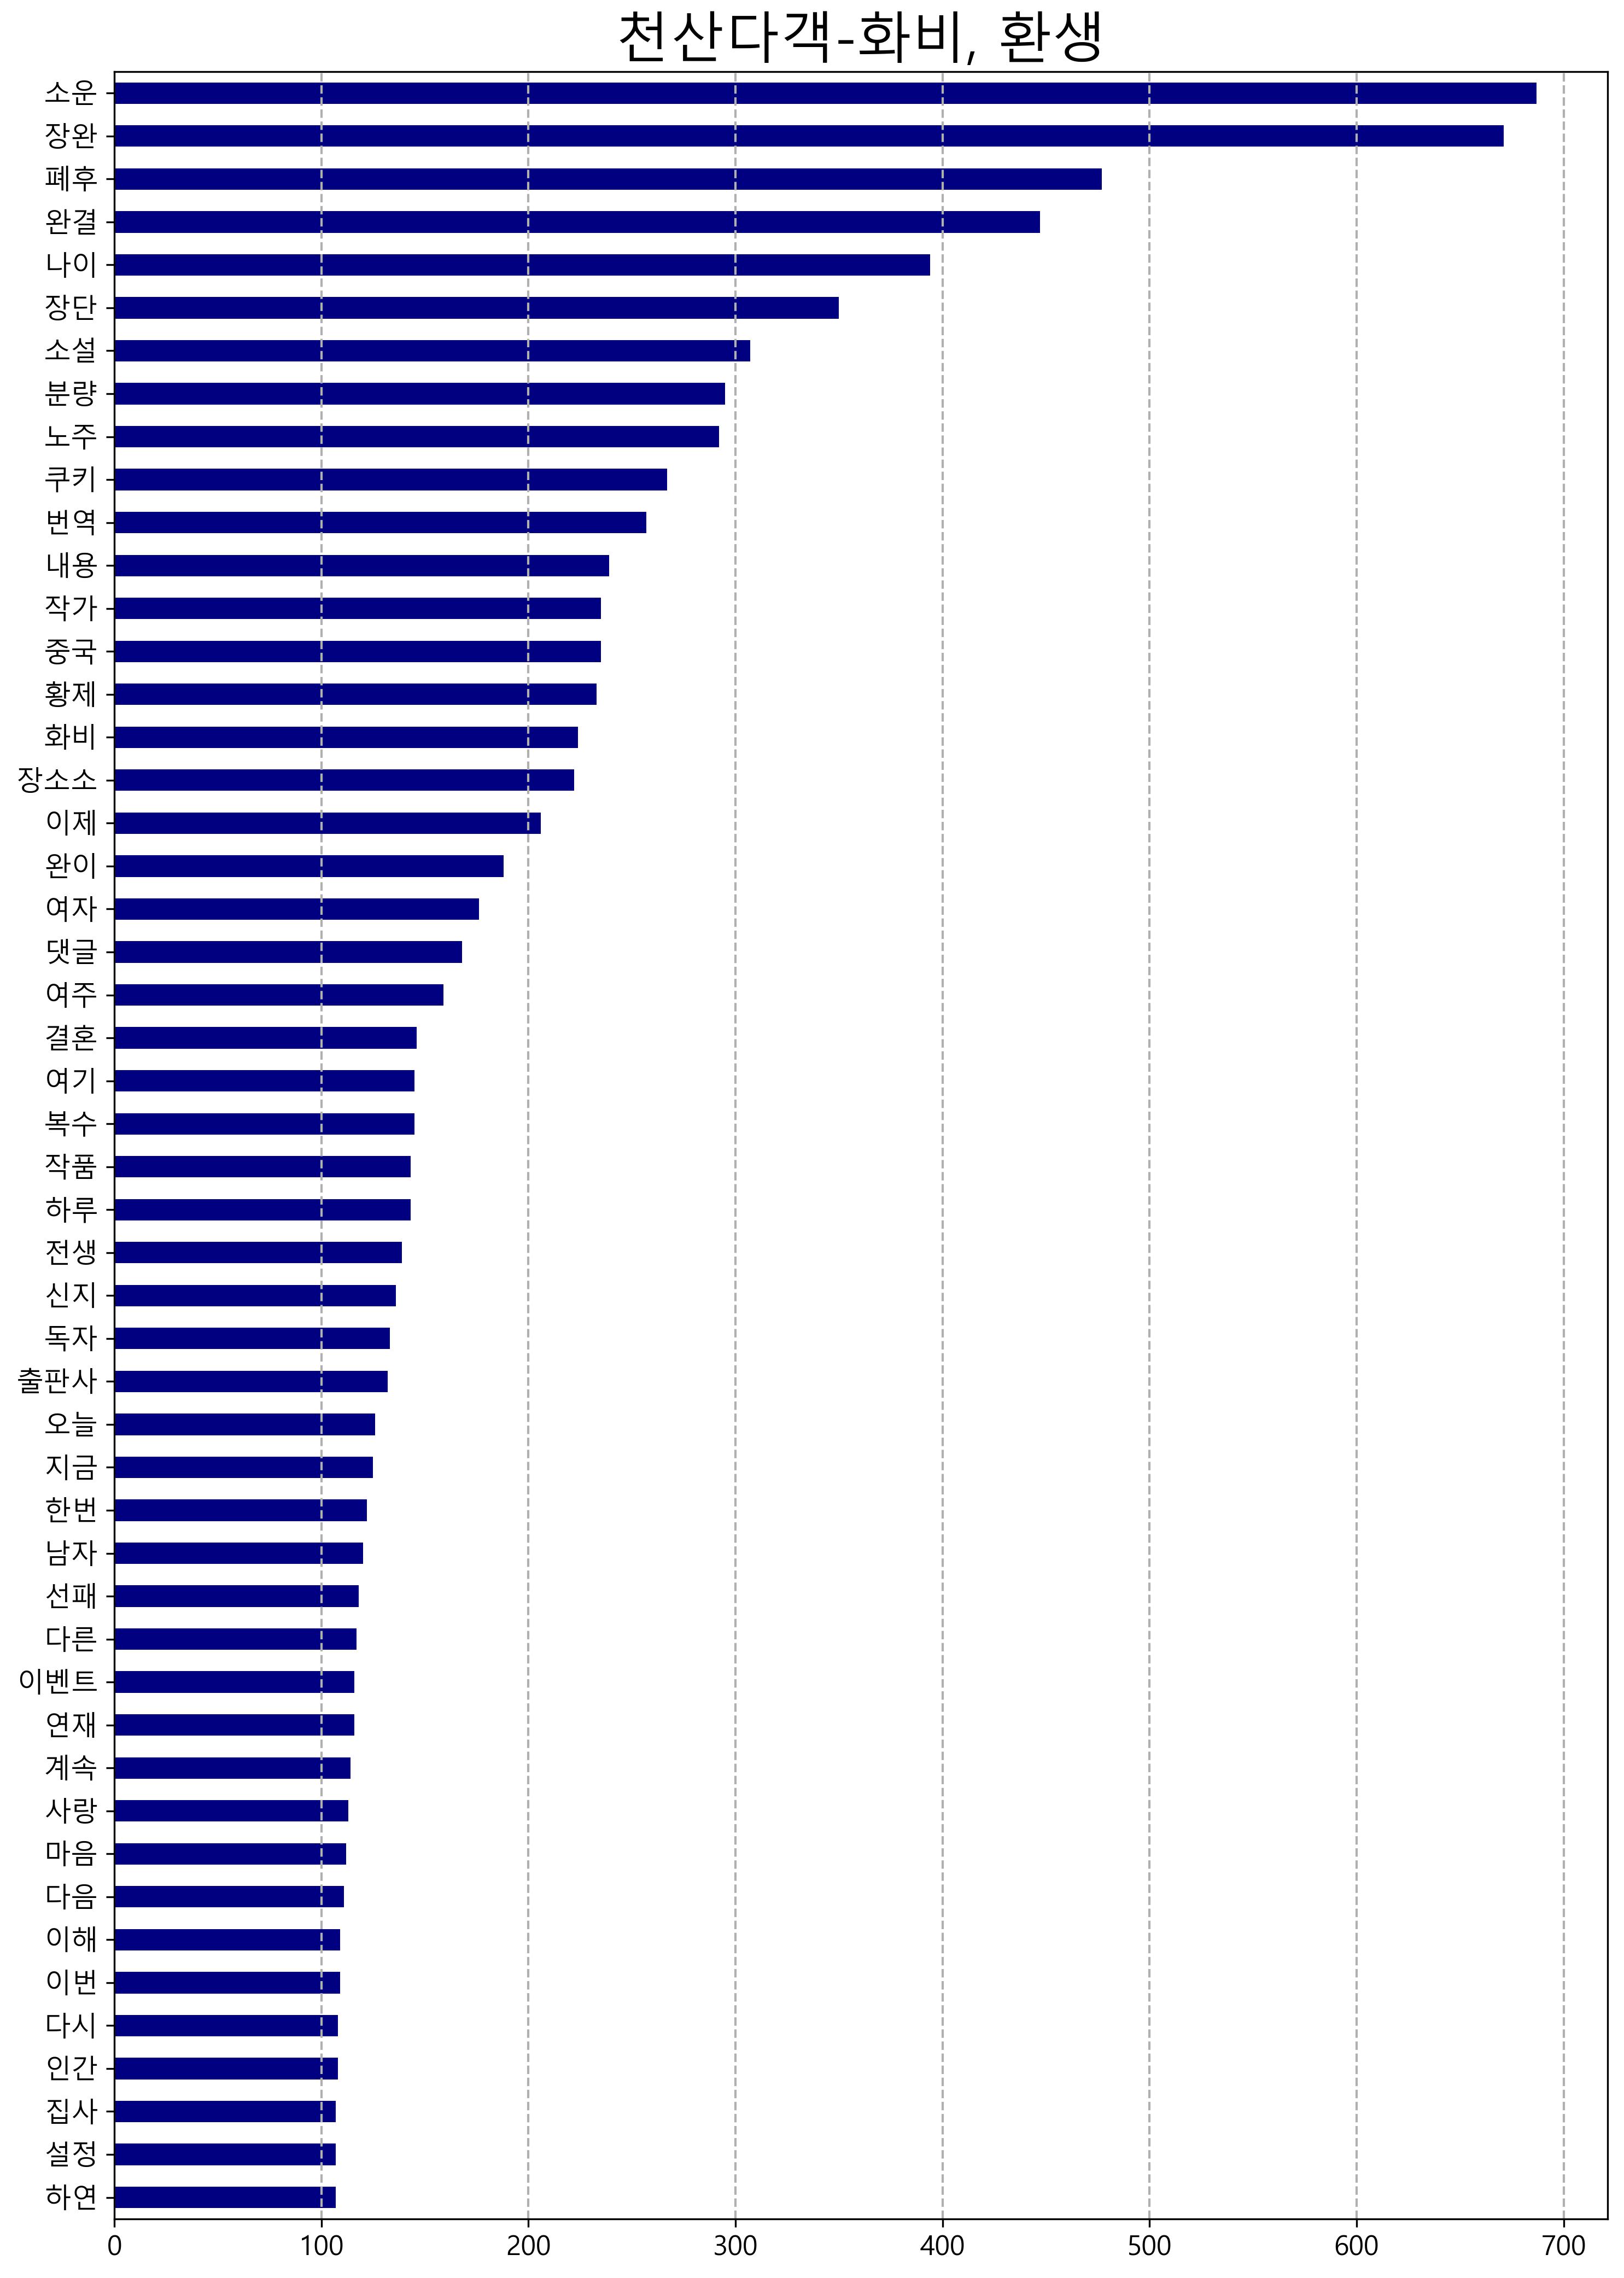 천산다객-화비, 환생
소운
장완
폐후
완결
나이
장단
소설
분량
노주
쿠키
번역
내용
작가
중국
황제
화비
장소소
이제
완이
여자
댓글
여주
결혼
여기
복수
작품
하루
전생
신지
독자
출판사
오늘
지금
한번
남자
선패
다른
이벤트
연재
계속
사랑
마음
다음
이해
이번
다시
인간
집사
설정
하연
0 100 200 300 400 500 600 700